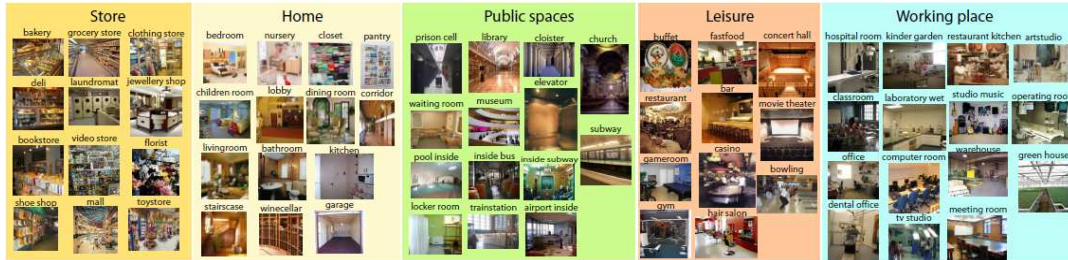 Store
bakery grocery store clothing store
deli laundromat jewellery shop
bookstore video store florist
shoe shop mall toystore
Home
bedroom nursery closet pantry
children room lobby dining room corridor
livingroom bathroom kitchen
stairscase winecellar garage
Public spaces
prison cell library cloister church
waiting room museum elevator
pool inside inside bus inside subway subway
locker room trainstation airport inside
Leisure
buffet fastfood concert hall
restaurant bar movie theater
gameroom casino bowling
gym hair salon
Working place
hospital room kinder garden restaurant kitchen artstudio
classroom laboratory wet studio music operating roo
office computer room warehouse green house
dental office tv studio meeting room